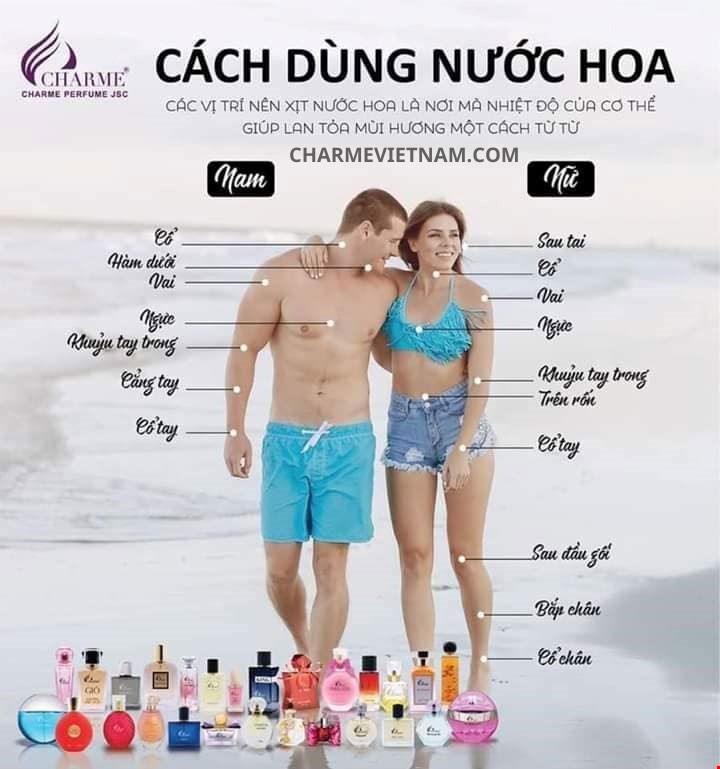 CHARME®
CHARME PERFUME JSC
CÁCH DÙNG NƯỚC HOA
CÁC VỊ TRÍ NÊN XỊT NƯỚC HOA LÀ NƠI MÀ NHIỆT ĐỘ CỦA CƠ THỂ
GIÚP LAN TỎA MÙI HƯƠNG MỘT CÁCH TỪ TỪ
CHARMEVIETNAM.COM
Nam
Cổ
Hàm dưới
Vai
Ngực
Khuỷu tay trong
Cẳng tay
Cổ tay
Nữ
Sau tai
Cổ
Vai
Ngực
Khuỷu tay trong
Trên rốn
Cổ tay
Sau đầu gối
Bắp chân
Cổ chân
GIÓ